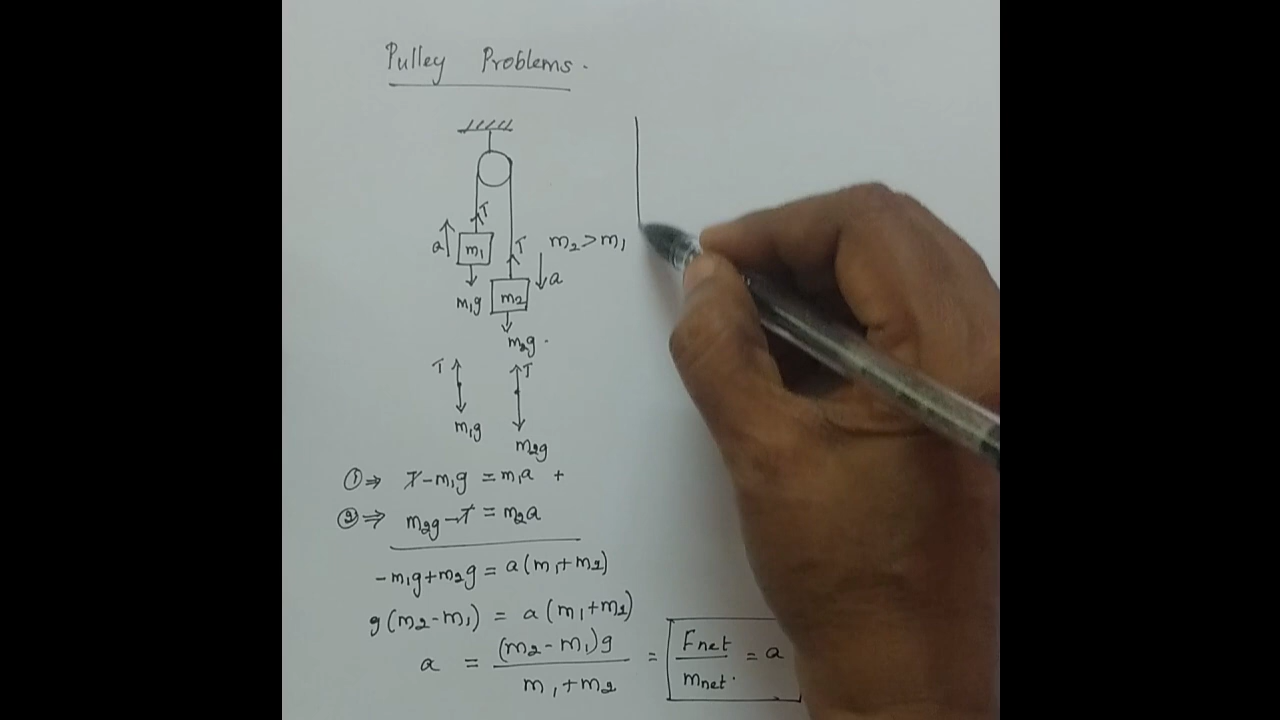 Pulley Problems.
T
a m₁ T m₂>m₁
m₁g m₂ a
m₂g.
T T
m₁g
m₂g
①⇒ T-m₁g = m₁a +
②⇒ m₂g-T = m₂a
-m₁g+m₂g = a(m₁+m₂)
g(m₂-m₁) = a(m₁+m₂)
a = (m₂-m₁)g / m₁+m₂ = Fnet / mnet. = a